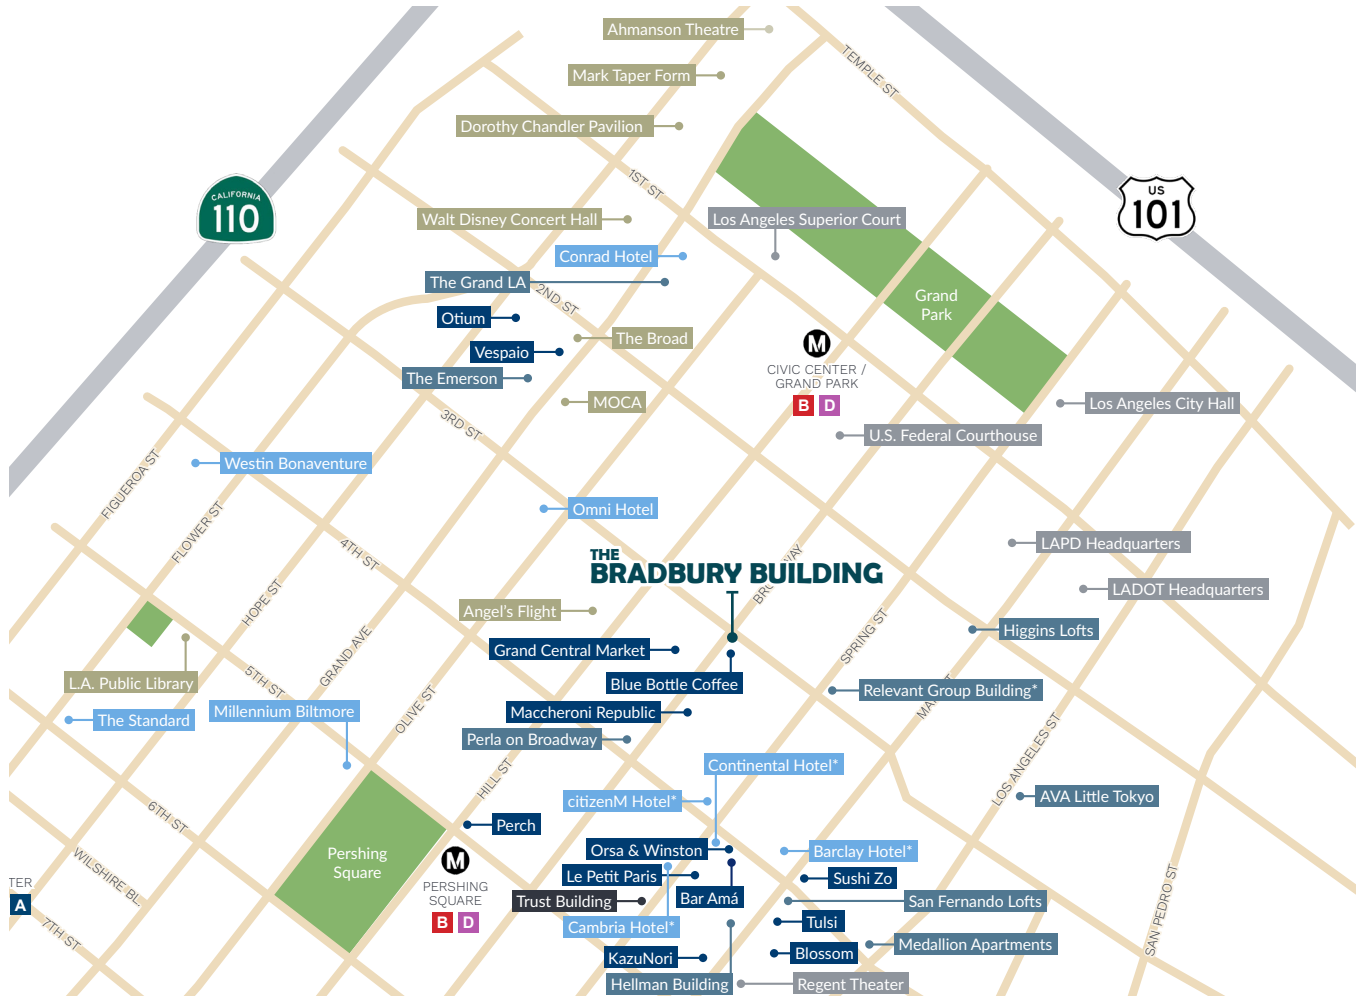 Ahmanson Theatre
TEMPLE ST
Mark Taper Form
Dorothy Chandler Pavilion
1ST ST
CALIFORNIA
110
US
101
Walt Disney Concert Hall
Los Angeles Superior Court
Conrad Hotel
The Grand LA
2ND ST
Grand
Park
Otium
The Broad
Vespaio
CIVIC CENTER /
GRAND PARK
M
B D
The Emerson
MOCA
Los Angeles City Hall
3RD ST
U.S. Federal Courthouse
Westin Bonaventure
FIGUEROA ST
Omni Hotel
FLOWER ST
4TH ST
LAPD Headquarters
THE
BRADBURY BUILDING
LADOT Headquarters
HOPE ST
Angel's Flight
Higgins Lofts
SPRING ST
GRAND AVE
Grand Central Market
L.A. Public Library
5TH ST
Blue Bottle Coffee
Relevant Group Building*
OLIVE ST
The Standard
Millennium Biltmore
Maccheroni Republic
Perla on Broadway
LOS ANGELES ST
HILL ST
Continental Hotel*
citizenM Hotel*
AVA Little Tokyo
6TH ST
Perch
Pershing
Square
M
PERSHING
SQUARE
B D
Orsa & Winston
Barclay Hotel*
WILSHIRE BL.
Le Petit Paris
Sushi Zo
TER
A
Bar Amá
Trust Building
San Fernando Lofts
Cambria Hotel*
Tulsi
SAN PEDRO ST
7TH ST
Medallion Apartments
KazuNori
Blossom
Hellman Building
Regent Theater